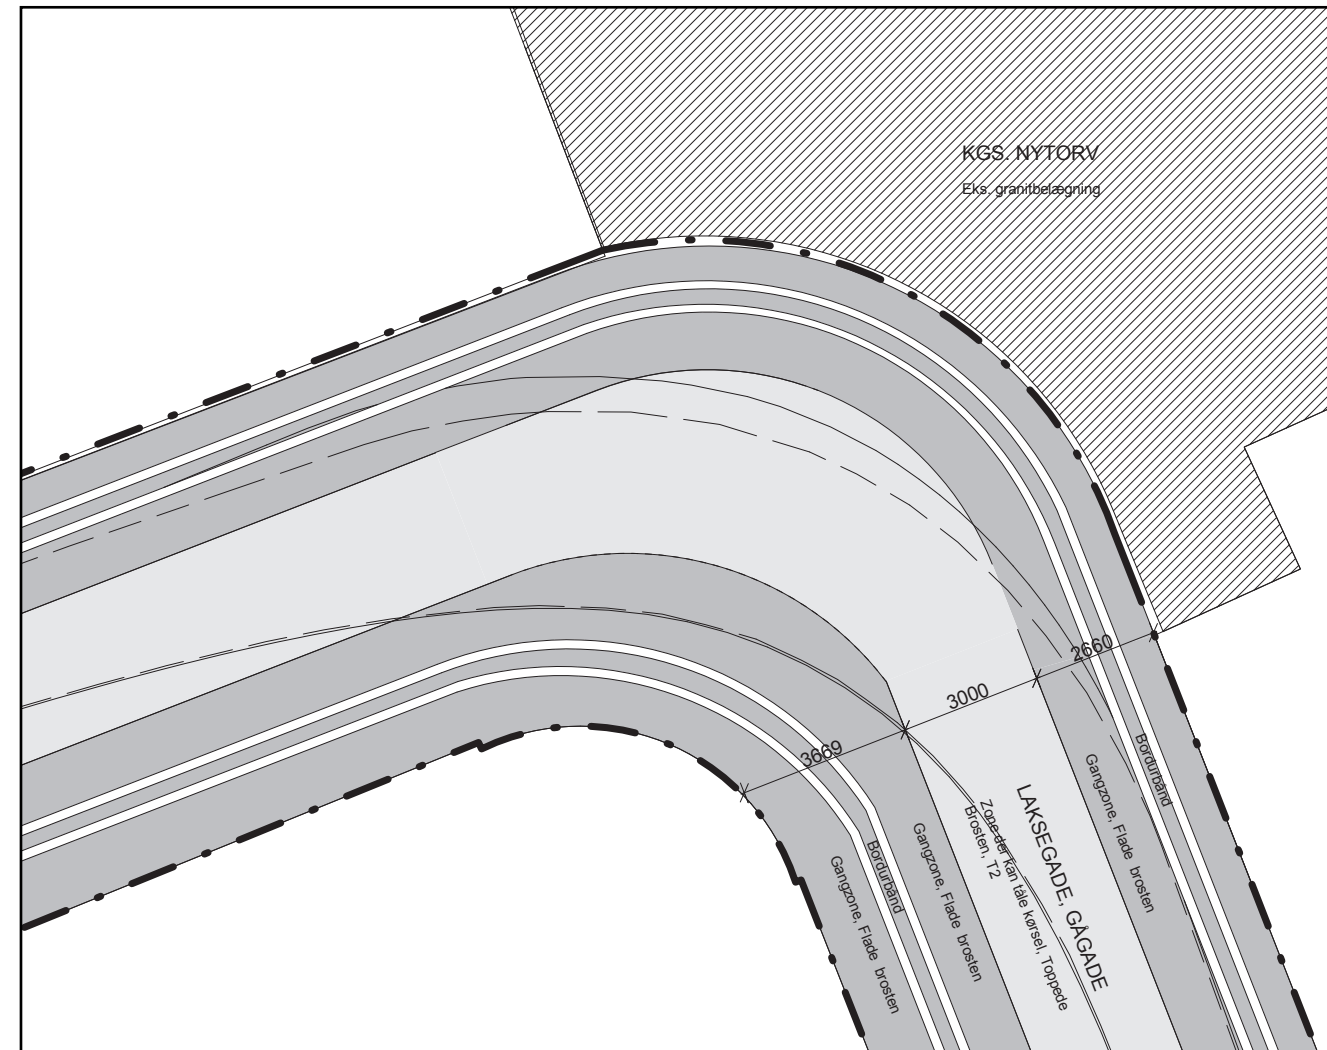 KGS. NYTORV
Eks. granitbelægning
2660
3000
3669
Bordurbånd
Gangzone, Flade brosten
LAKSEGADE, GÅGADE
Zone der kan tåle kørsel, Toppede
Brosten, T2
Gangzone, Flade brosten
Bordurbånd
Gangzone, Flade brosten